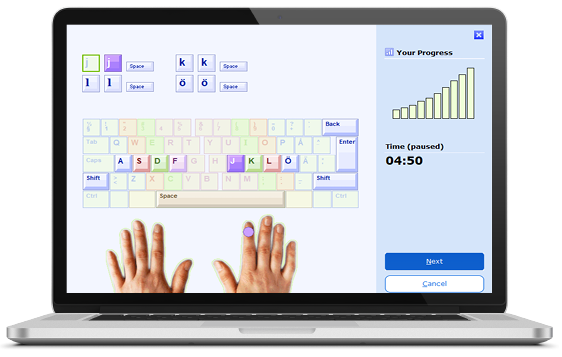 j j Space k k Space
l l Space ö ö Space
Your Progress
Back
Tab Q W E R T Y U I O P Å
Enter
Caps A S D F G H J K L Ö Ä
Shift Z X C V B N M Shift
Ctrl Space Ctrl
Time (paused)
04:50
Next
Cancel